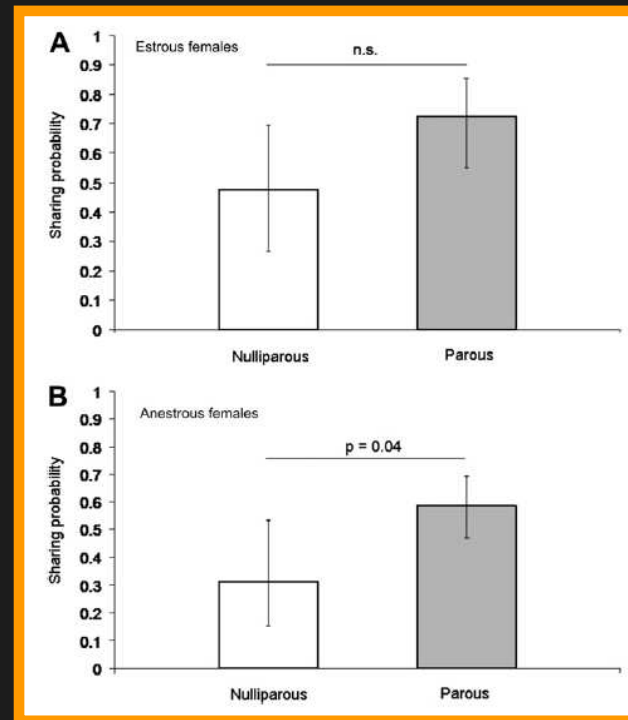 A
Estrous females
n.s.
Sharing probability
1
0.9
0.8
0.7
0.6
0.5
0.4
0.3
0.2
0.1
0
Nulliparous Parous
B
Anestrous females
p = 0.04
Sharing probability
1
0.9
0.8
0.7
0.6
0.5
0.4
0.3
0.2
0.1
0
Nulliparous Parous